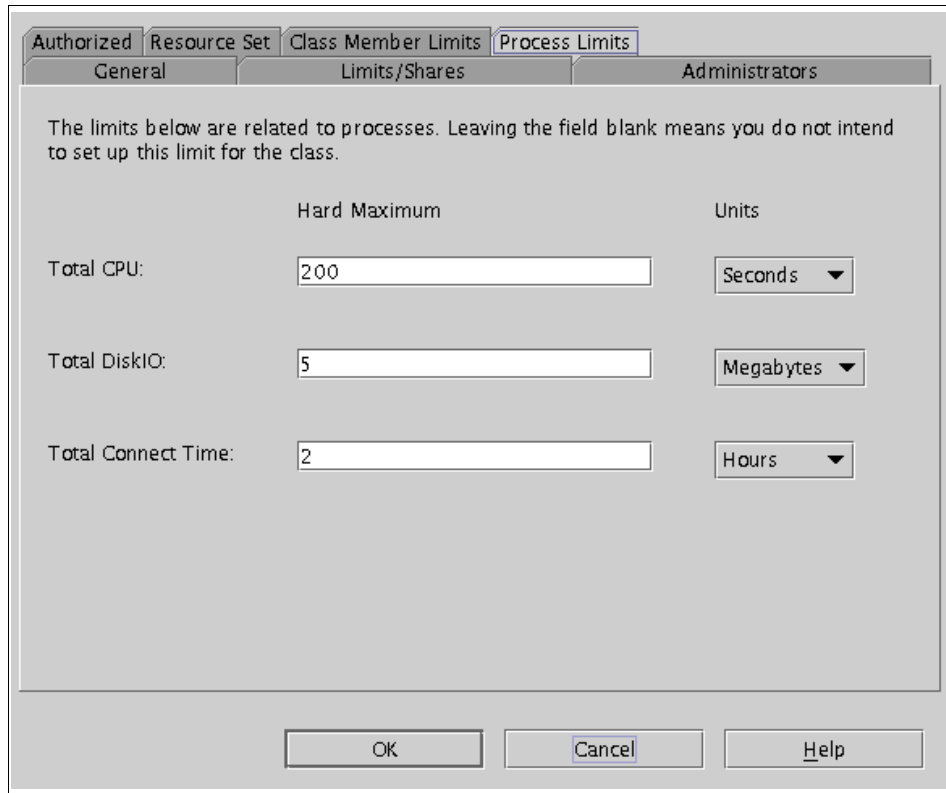 Authorized Resource Set Class Member Limits Process Limits
General Limits/Shares Administrators
The limits below are related to processes. Leaving the field blank means you do not intend
to set up this limit for the class.
Hard Maximum Units
Total CPU: 200 Seconds
Total DiskIO: 5 Megabytes
Total Connect Time: 2 Hours
OK Cancel Help